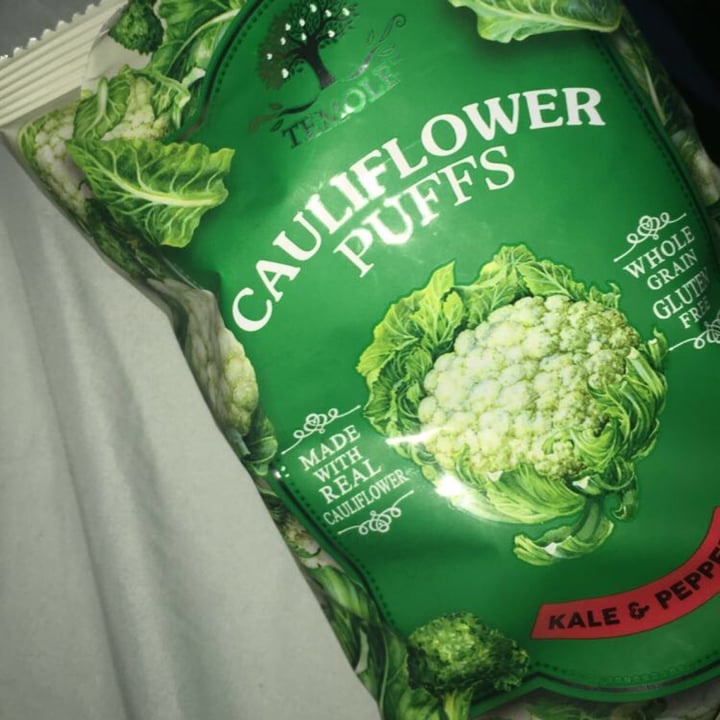 TEMOLE
CAULIFLOWER
PUFFS
WHOLE
GRAIN
GLUTEN
FREE
MADE
WITH
REAL
CAULIFLOWER
KALE & PEPPE